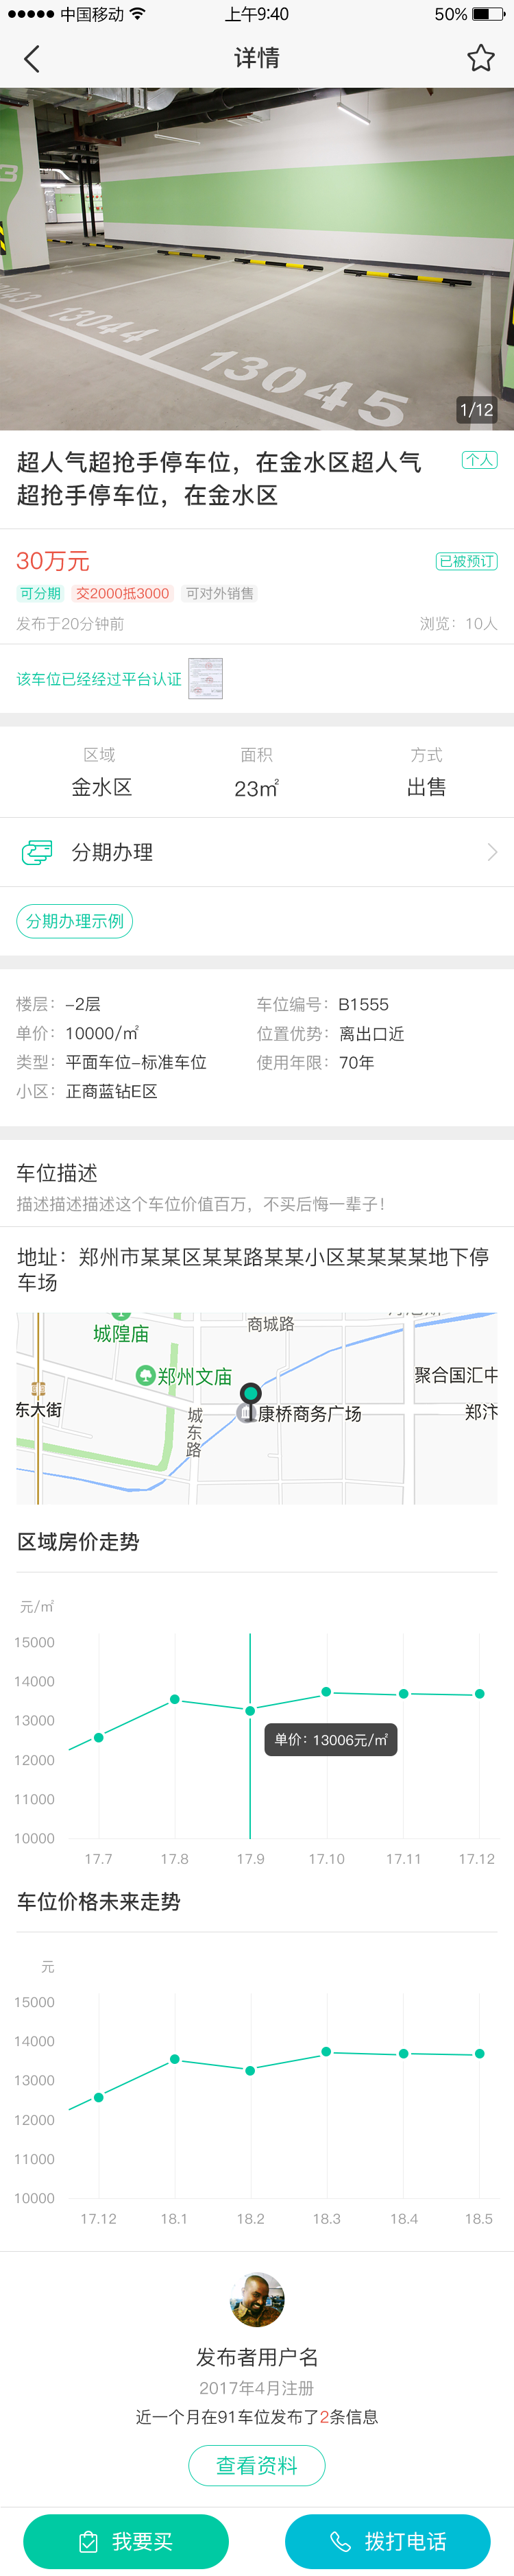 中国移动 上午9:40 50%
详情
3
13043
13044
13045
1/12
超人气超抢手停车位，在金水区超人气 个人
超抢手停车位，在金水区
30万元 已被预订
可分期 交2000抵3000 可对外销售
发布于20分钟前 浏览：10人
该车位已经经过平台认证
区域 面积 方式
金水区 23㎡ 出售
分期办理
分期办理示例
楼层：-2层 车位编号：B1555
单价：10000/㎡ 位置优势：离出口近
类型：平面车位-标准车位 使用年限：70年
小区：正商蓝钻E区
车位描述
描述描述描述这个车位价值百万，不买后悔一辈子！
地址：郑州市某某区某某路某某小区某某某某地下停
车场
城隍庙
商城路
郑州文庙
聚合国汇中
东大街
城东路
康桥商务广场
郑汴
区域房价走势
元/㎡
15000
14000
13000
12000
11000
10000
单价：13006元/㎡
17.7 17.8 17.9 17.10 17.11 17.12
车位价格未来走势
元
15000
14000
13000
12000
11000
10000
17.12 18.1 18.2 18.3 18.4 18.5
发布者用户名
2017年4月注册
近一个月在91车位发布了2条信息
查看资料
我要买 拨打电话